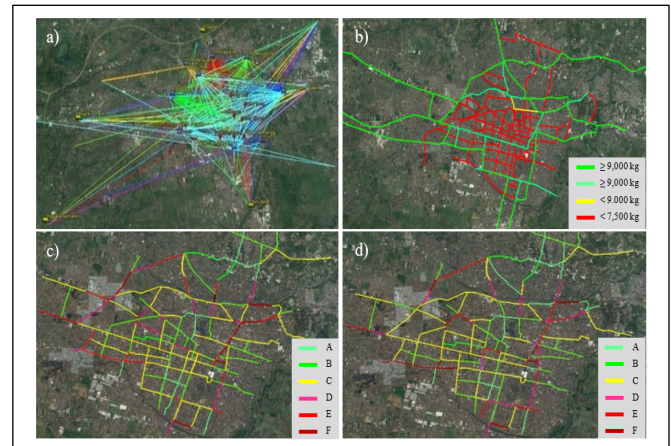 a)
b)
≥ 9,000 kg
≥ 9,000 kg
< 9.000 kg
< 7,500 kg
c)
A
B
C
D
E
F
d)
A
B
C
D
E
F